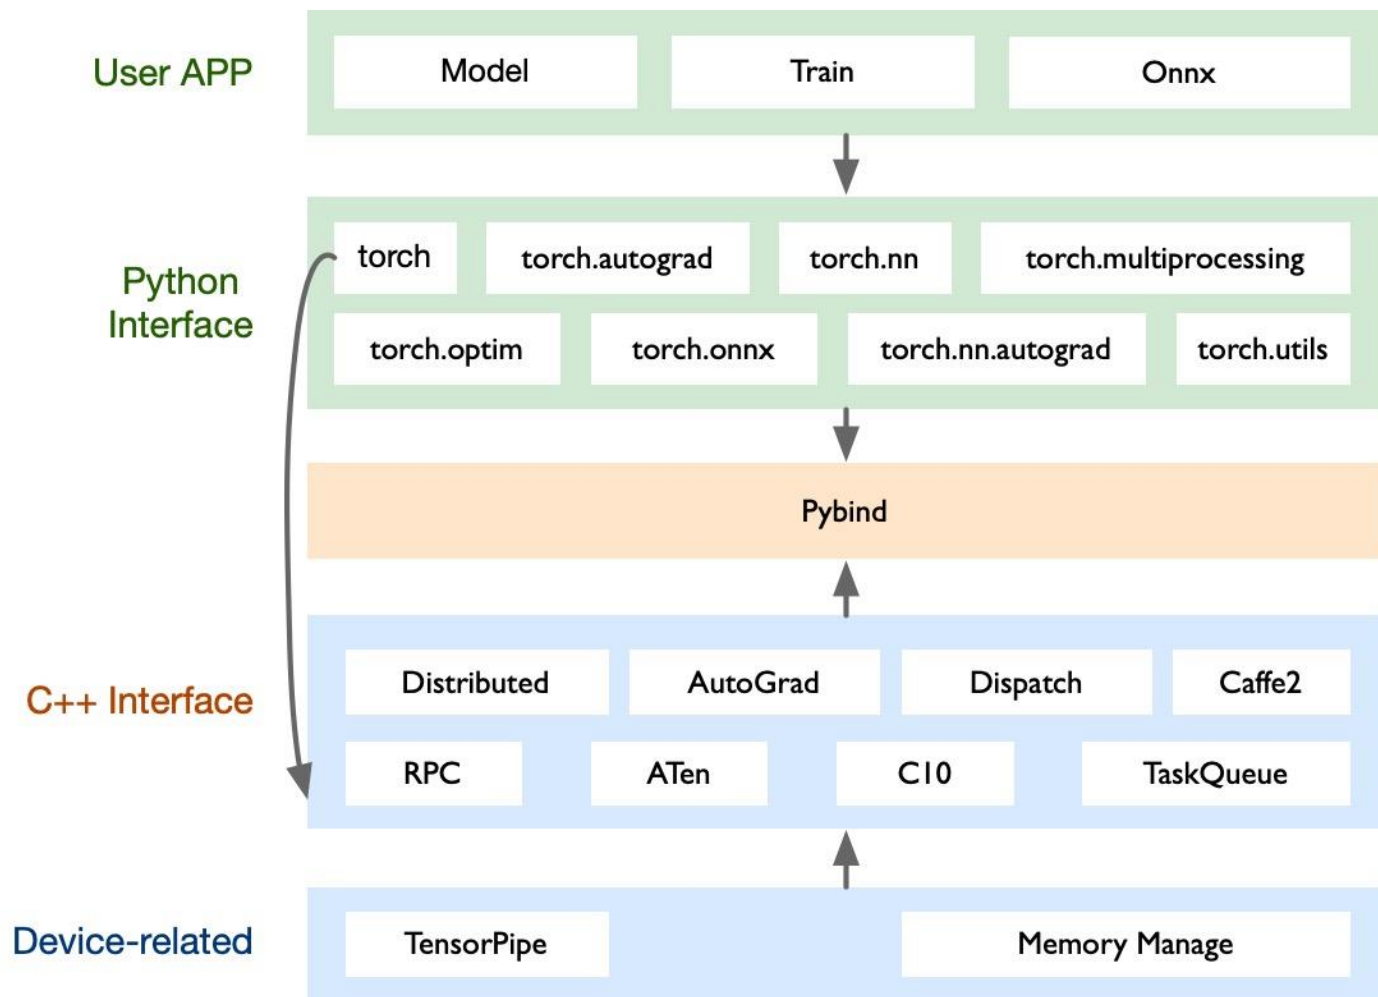 User APP
Model
Train
Onnx
Python
Interface
torch
torch.autograd
torch.nn
torch.multiprocessing
torch.optim
torch.onnx
torch.nn.autograd
torch.utils
Pybind
C++ Interface
Distributed
AutoGrad
Dispatch
Caffe2
RPC
ATen
C10
TaskQueue
Device-related
TensorPipe
Memory Manage